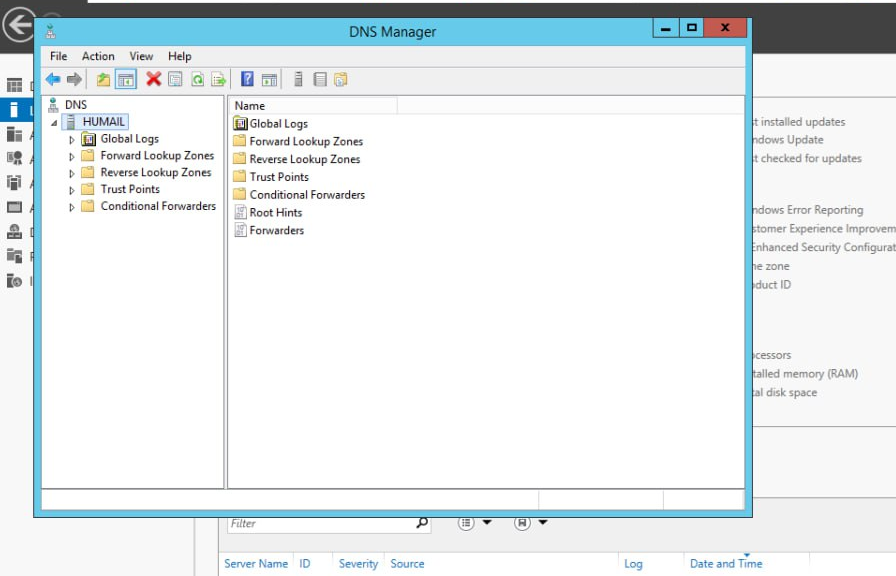 DNS Manager
File Action View Help
DNS
HUMAIL
Global Logs
Forward Lookup Zones
Reverse Lookup Zones
Trust Points
Conditional Forwarders
Name
Global Logs
Forward Lookup Zones
Reverse Lookup Zones
Trust Points
Conditional Forwarders
Root Hints
Forwarders
st installed updates
ndows Update
st checked for updates
ndows Error Reporting
stomer Experience Improvem
Enhanced Security Configurat
ne zone
oduct ID
ocessors
talled memory (RAM)
tal disk space
Filter
Server Name ID Severity Source Log Date and Time